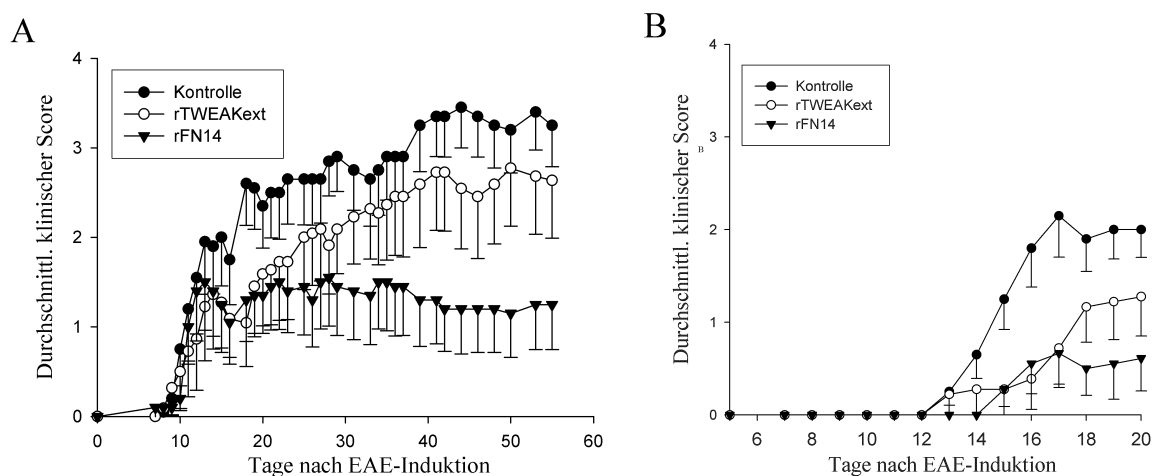 A
Durchschnittl. klinischer Score
4
3
2
1
0
Kontrolle
rTWEAKext
rFN14
0 10 20 30 40 50 60
Tage nach EAE-Induktion
B
Durchschnittl. klinischer Score
B
4
3
2
1
0
Kontrolle
rTWEAKext
rFN14
6 8 10 12 14 16 18 20
Tage nach EAE-Induktion